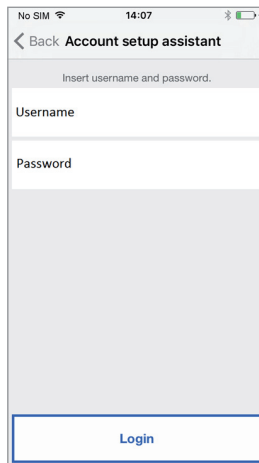 No SIM 14:07
Back Account setup assistant
Insert username and password.
Username
Password
Login